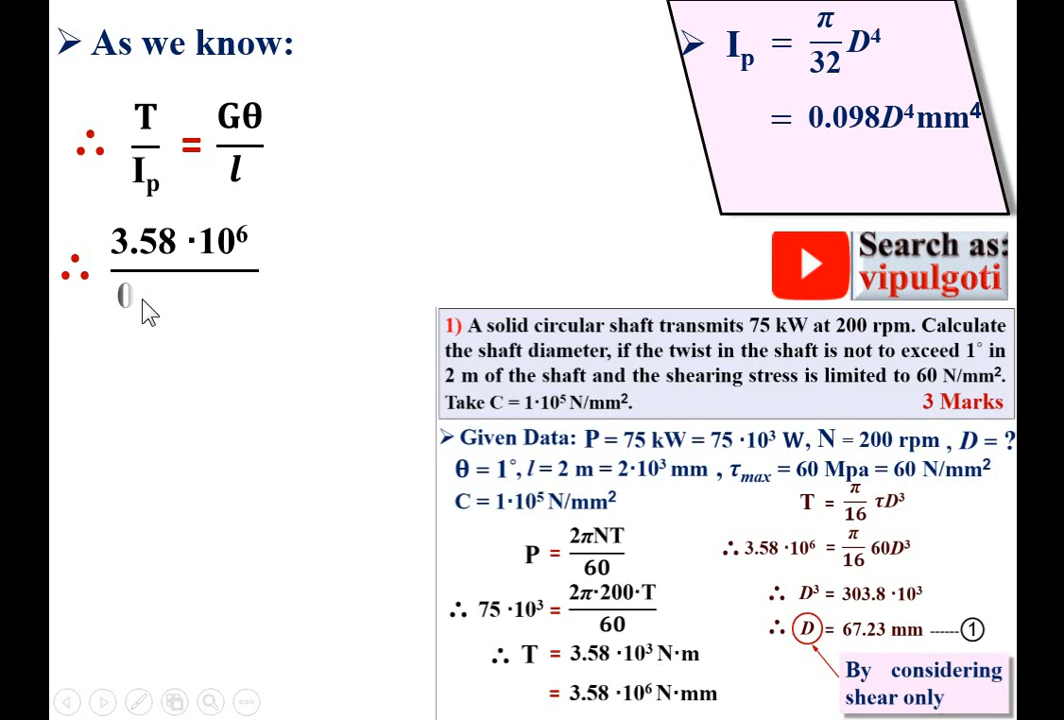 ➤ As we know:
∴ T/Iₚ = Gθ/l
∴ 3.58 ·10⁶ / 0
➤ Iₚ = π/32 D⁴
= 0.098D⁴mm⁴
Search as:
vipulgoti
1) A solid circular shaft transmits 75 kW at 200 rpm. Calculate
the shaft diameter, if the twist in the shaft is not to exceed 1° in
2 m of the shaft and the shearing stress is limited to 60 N/mm².
Take C = 1·10⁵ N/mm². 3 Marks
➤ Given Data: P = 75 kW = 75 ·10³ W, N = 200 rpm , D = ?
θ = 1°, l = 2 m = 2·10³ mm , τmax = 60 Mpa = 60 N/mm²
C = 1·10⁵ N/mm²
P = 2πNT/60
∴ 75 ·10³ = 2π·200·T/60
∴ T = 3.58 ·10³ N·m
= 3.58 ·10⁶ N·mm
T = π/16 τD³
∴ 3.58 ·10⁶ = π/16 60D³
∴ D³ = 303.8 ·10³
∴ D = 67.23 mm ------①
By considering
shear only